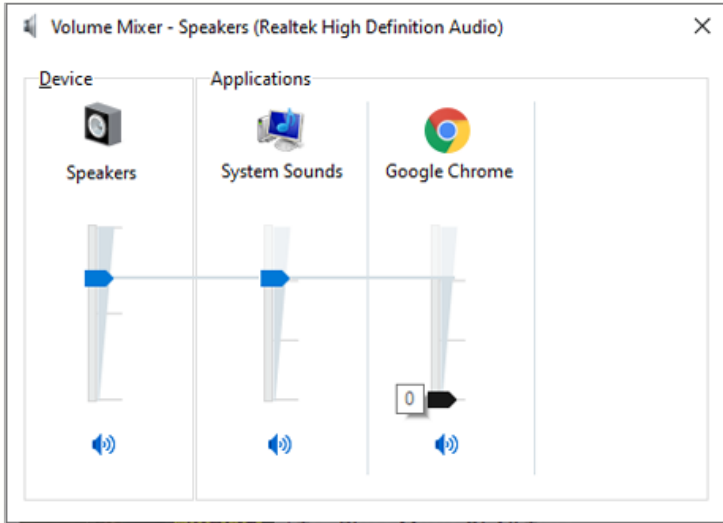 Volume Mixer - Speakers (Realtek High Definition Audio)
Device
Applications
Speakers
System Sounds
Google Chrome
0